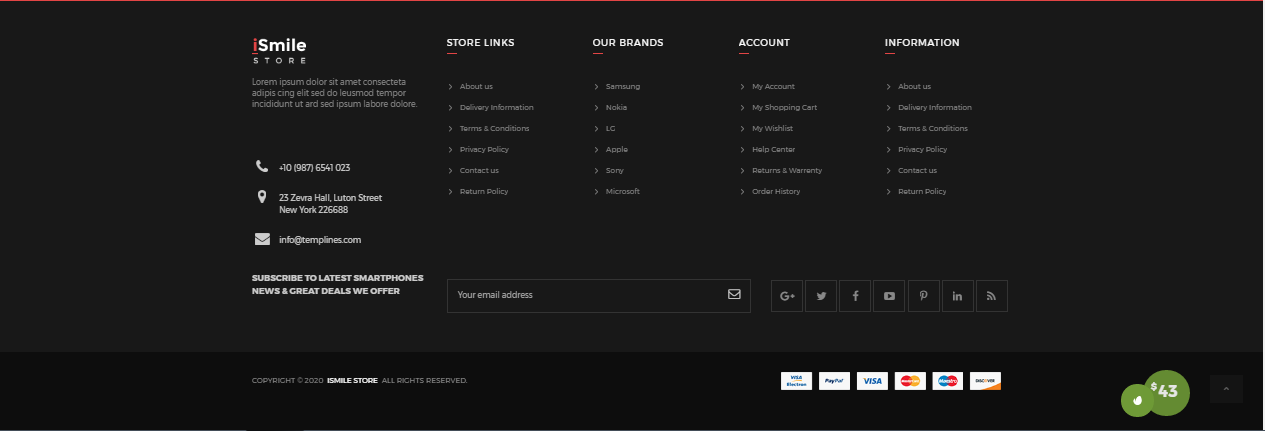 iSmile
STORE
Lorem ipsum dolor sit amet consecteta
adipis cing elit sed do leusmod tempor
incididunt ut ard sed ipsum labore dolore.
+10 (987) 6541 023
23 Zevra Hall, Luton Street
New York 226688
info@templines.com
STORE LINKS
About us
Delivery Information
Terms & Conditions
Privacy Policy
Contact us
Return Policy
OUR BRANDS
Samsung
Nokia
LG
Apple
Sony
Microsoft
ACCOUNT
My Account
My Shopping Cart
My Wishlist
Help Center
Returns & Warrenty
Order History
INFORMATION
About us
Delivery Information
Terms & Conditions
Privacy Policy
Contact us
Return Policy
SUBSCRIBE TO LATEST SMARTPHONES
NEWS & GREAT DEALS WE OFFER
Your email address
G+
COPYRIGHT © 2020 ISMILE STORE ALL RIGHTS RESERVED.
VISA
Electron
PayPal
VISA
MasterCard
Maestro
DISCOVER
$43